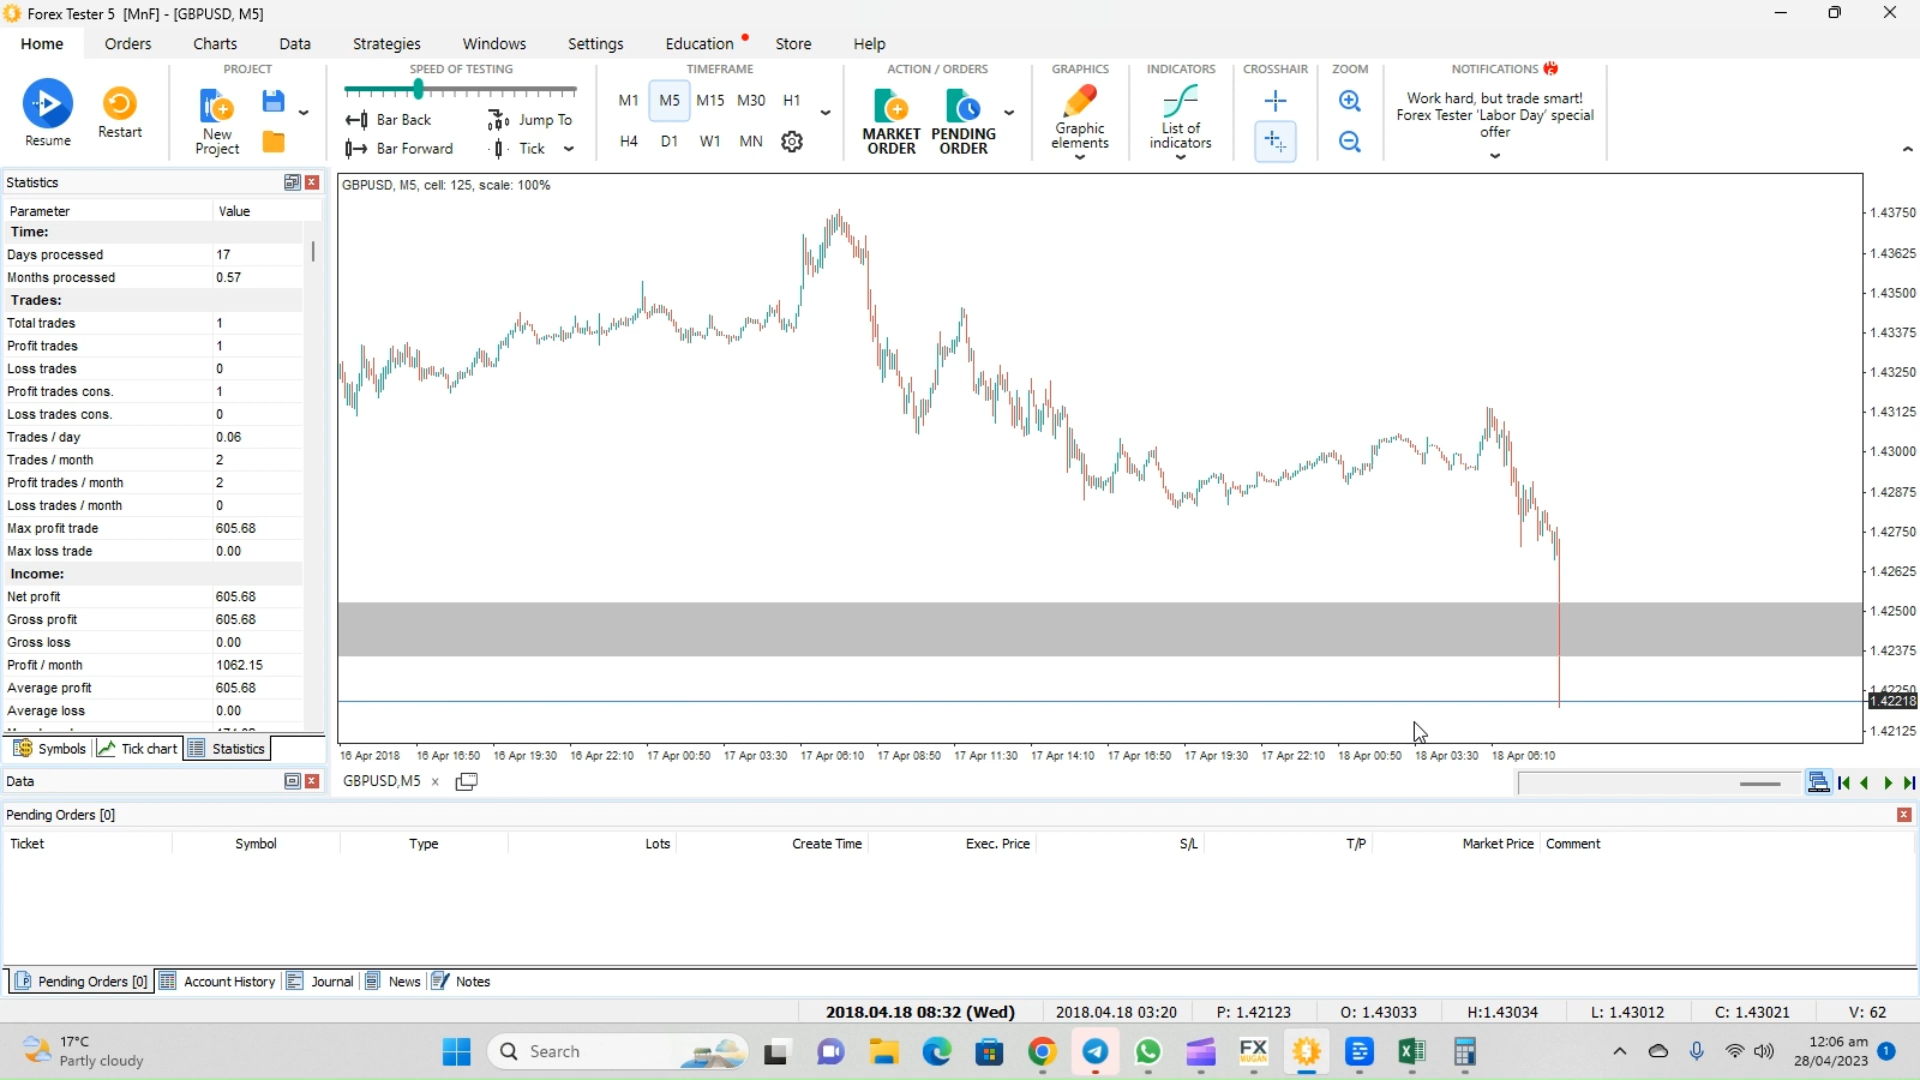 Forex Tester 5 [MnF] - [GBPUSD, M5]
Home Orders Charts Data Strategies Windows Settings Education Store Help
PROJECT SPEED OF TESTING TIMEFRAME ACTION / ORDERS GRAPHICS INDICATORS CROSSHAIR ZOOM NOTIFICATIONS
Resume
Restart
New
Project
Bar Back Jump To
Bar Forward Tick
M1 M5 M15 M30 H1
H4 D1 W1 MN
MARKET
ORDER
PENDING
ORDER
Graphic
elements
List of
indicators
Work hard, but trade smart!
Forex Tester 'Labor Day' special
offer
Statistics
Parameter Value
Time:
Days processed 17
Months processed 0.57
Trades:
Total trades 1
Profit trades 1
Loss trades 0
Profit trades cons. 1
Loss trades cons. 0
Trades / day 0.06
Trades / month 2
Profit trades / month 2
Loss trades / month 0
Max profit trade 605.68
Max loss trade 0.00
Income:
Net profit 605.68
Gross profit 605.68
Gross loss 0.00
Profit / month 1062.15
Average profit 605.68
Average loss 0.00
Symbols Tick chart Statistics
Data
GBPUSD, M5, cell: 125, scale: 100%
1.43750
1.43625
1.43500
1.43375
1.43250
1.43125
1.43000
1.42875
1.42750
1.42625
1.42500
1.42375
1.42250
1.42218
1.42125
16 Apr 2018 16 Apr 16:50 16 Apr 19:30 16 Apr 22:10 17 Apr 00:50 17 Apr 03:30 17 Apr 06:10 17 Apr 08:50 17 Apr 11:30 17 Apr 14:10 17 Apr 16:50 17 Apr 19:30 17 Apr 22:10 18 Apr 00:50 18 Apr 03:30 18 Apr 06:10
GBPUSD,M5
Pending Orders [0]
Ticket Symbol Type Lots Create Time Exec. Price S/L T/P Market Price Comment
Pending Orders [0] Account History Journal News Notes
2018.04.18 08:32 (Wed) 2018.04.18 03:20 P: 1.42123 O: 1.43033 H:1.43034 L: 1.43012 C: 1.43021 V: 62
17°C
Partly cloudy
Search
FX
MUGAN
12:06 am
28/04/2023
1